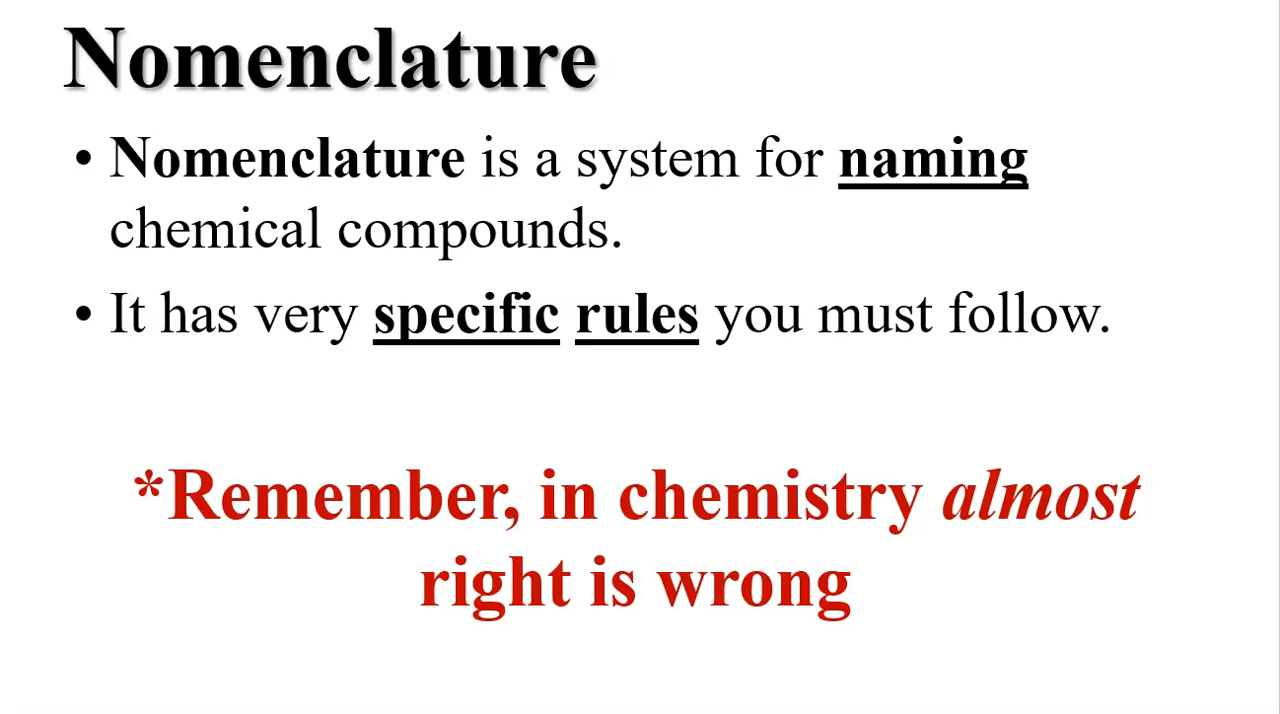 Nomenclature
• Nomenclature is a system for naming
chemical compounds.
• It has very specific rules you must follow.
*Remember, in chemistry almost
right is wrong